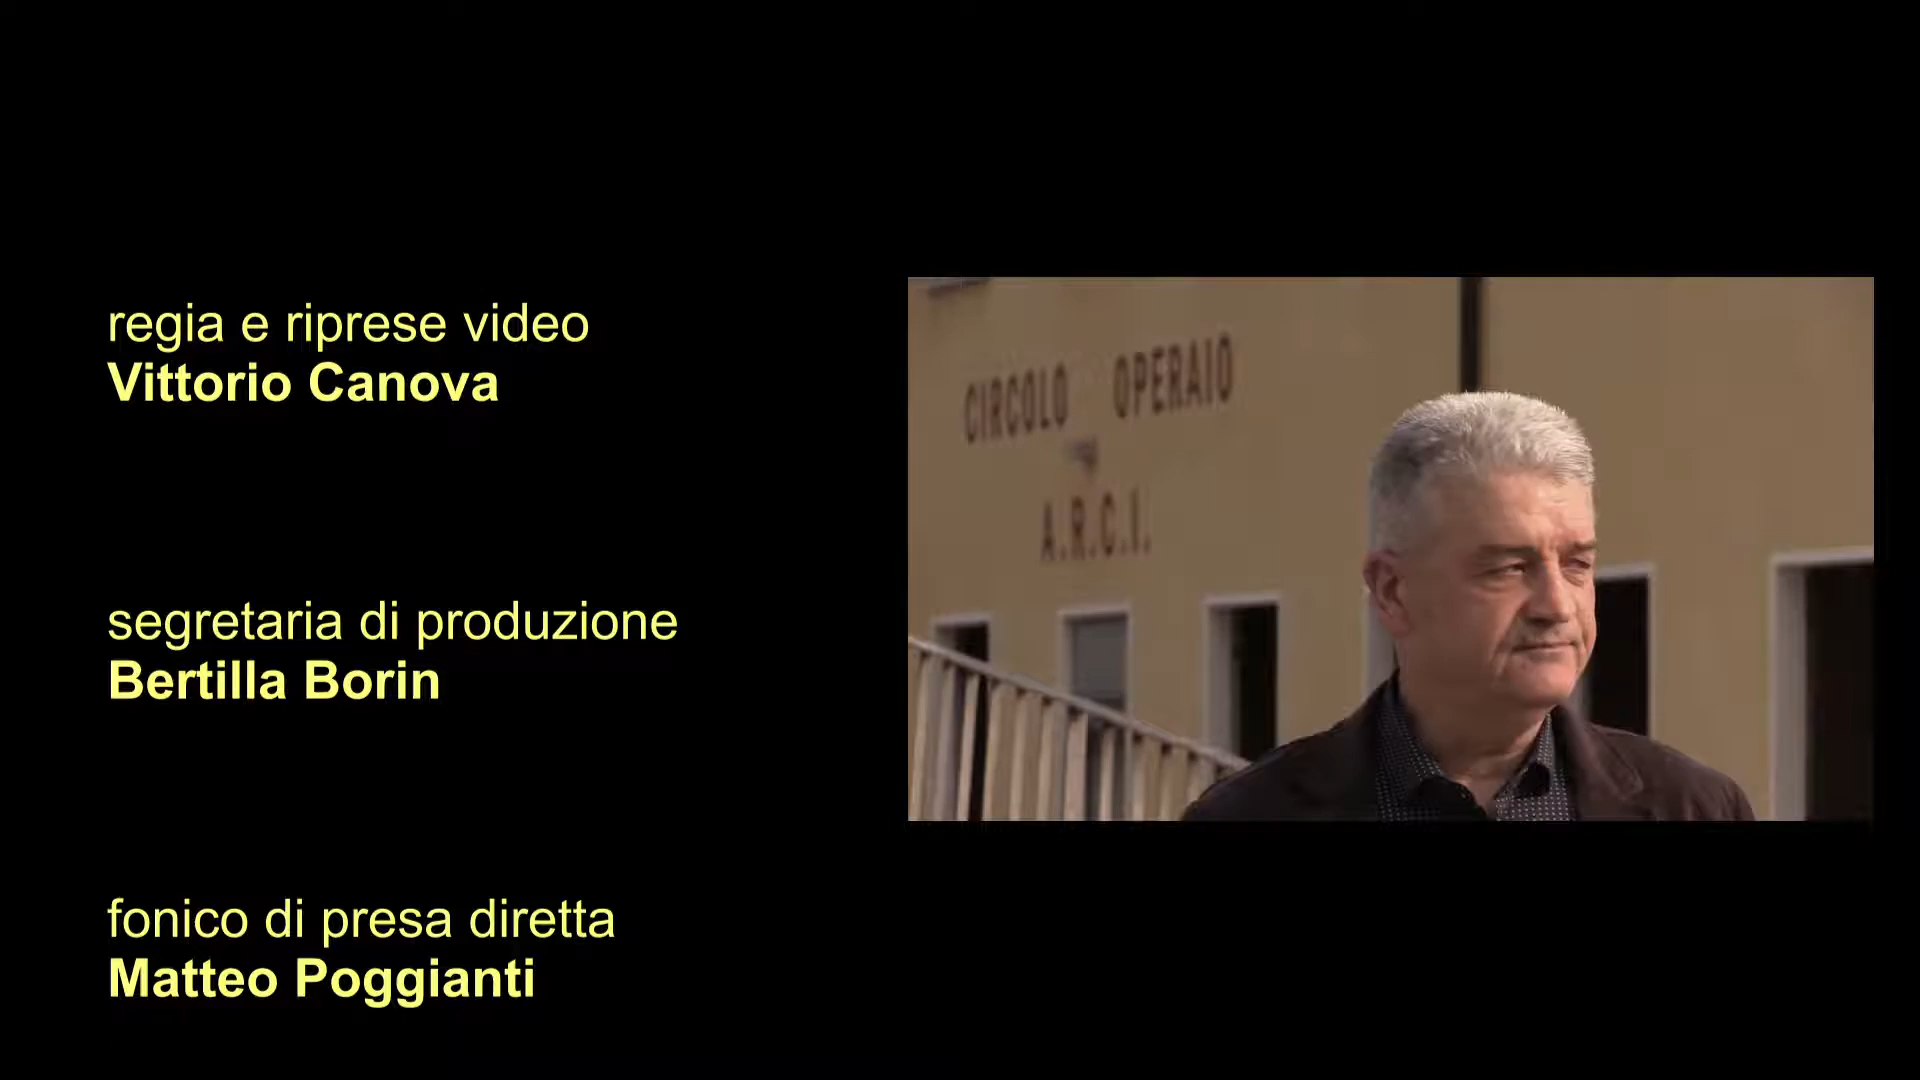 regia e riprese video
Vittorio Canova
segretaria di produzione
Bertilla Borin
fonico di presa diretta
Matteo Poggianti
CIRCOLO OPERAIO
A.R.C.I.